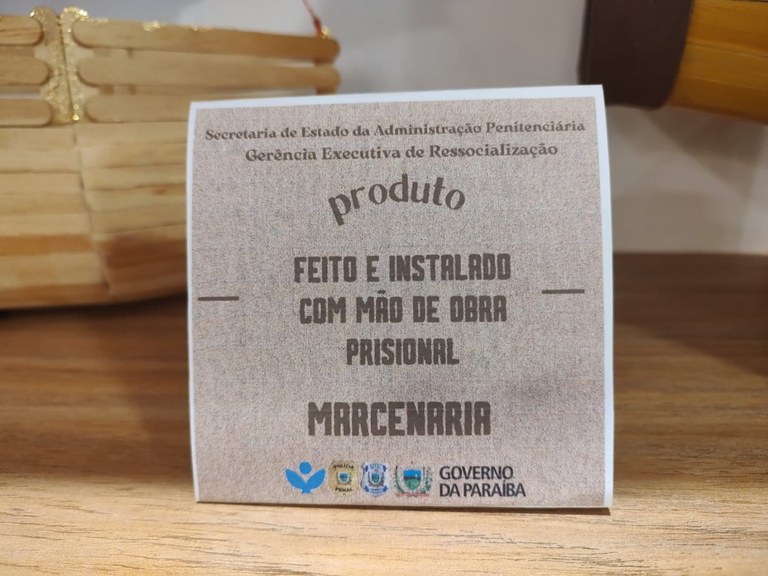 Secretaria de Estado da Administração Penitenciária
Gerência Executiva de Ressocialização
produto
FEITO E INSTALADO
COM MÃO DE OBRA
PRISIONAL
MARCENARIA
GOVERNO
DA PARAÍBA